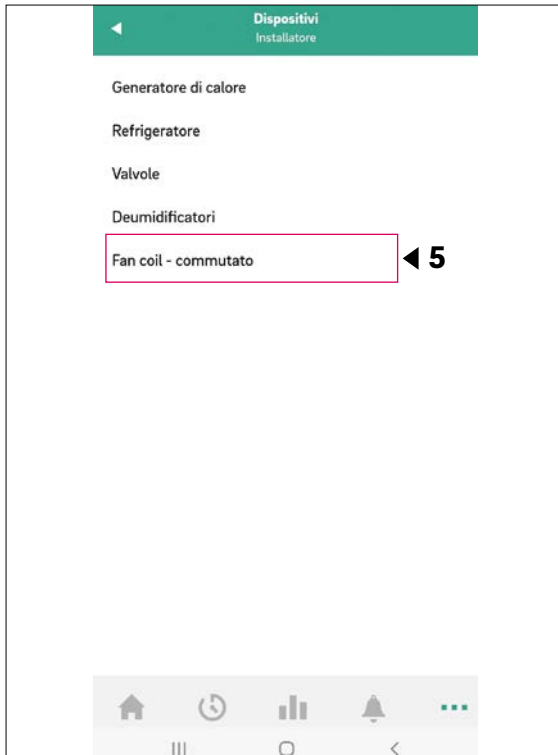 Dispositivi
Installatore
Generatore di calore
Refrigeratore
Valvole
Deumidificatori
Fan coil - commutato
5